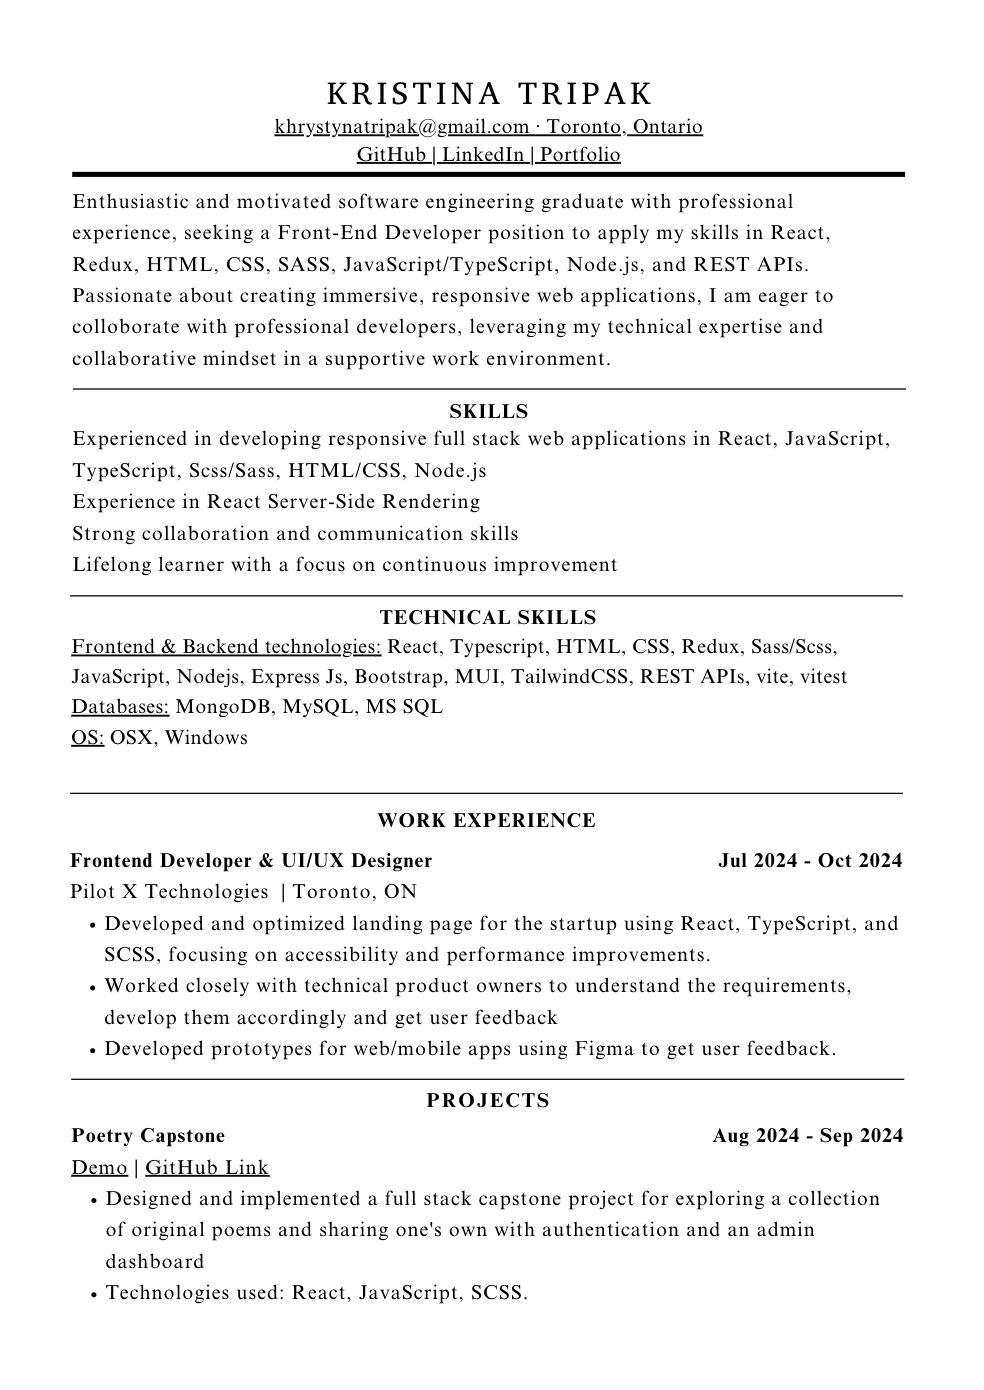 KRISTINA TRIPAK
khrystynatripak@gmail.com · Toronto, Ontario
GitHub | LinkedIn | Portfolio
Enthusiastic and motivated software engineering graduate with professional
experience, seeking a Front-End Developer position to apply my skills in React,
Redux, HTML, CSS, SASS, JavaScript/TypeScript, Node.js, and REST APIs.
Passionate about creating immersive, responsive web applications, I am eager to
colloborate with professional developers, leveraging my technical expertise and
collaborative mindset in a supportive work environment.
SKILLS
Experienced in developing responsive full stack web applications in React, JavaScript,
TypeScript, Scss/Sass, HTML/CSS, Node.js
Experience in React Server-Side Rendering
Strong collaboration and communication skills
Lifelong learner with a focus on continuous improvement
TECHNICAL SKILLS
Frontend & Backend technologies: React, Typescript, HTML, CSS, Redux, Sass/Scss,
JavaScript, Nodejs, Express Js, Bootstrap, MUI, TailwindCSS, REST APIs, vite, vitest
Databases: MongoDB, MySQL, MS SQL
OS: OSX, Windows
WORK EXPERIENCE
Frontend Developer & UI/UX Designer Jul 2024 - Oct 2024
Pilot X Technologies | Toronto, ON
• Developed and optimized landing page for the startup using React, TypeScript, and
SCSS, focusing on accessibility and performance improvements.
• Worked closely with technical product owners to understand the requirements,
develop them accordingly and get user feedback
• Developed prototypes for web/mobile apps using Figma to get user feedback.
PROJECTS
Poetry Capstone Aug 2024 - Sep 2024
Demo | GitHub Link
• Designed and implemented a full stack capstone project for exploring a collection
of original poems and sharing one's own with authentication and an admin
dashboard
• Technologies used: React, JavaScript, SCSS.